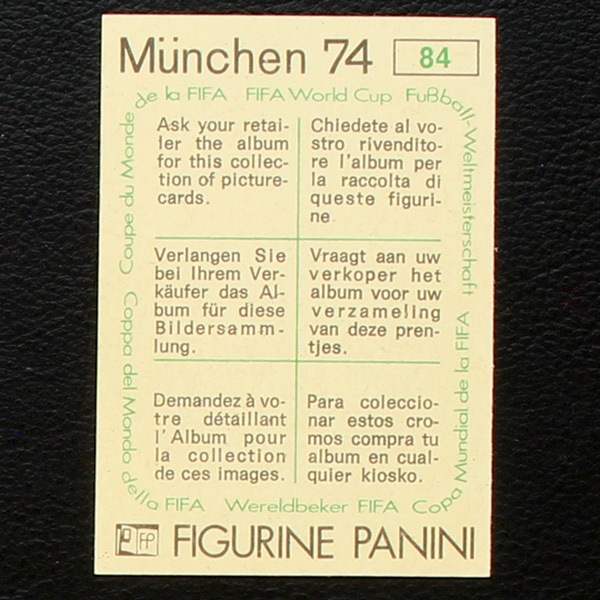 München 74
84
de la FIFA FIFA World Cup Fußball-Weltmeisterschaft
Ask your retai-
ler the album
for this collec-
tion of picture-
cards.
Chiedete al vo-
stro rivendito-
re l'album per
la raccolta di
queste figuri-
ne
Verlangen Sie
bei Ihrem Ver-
käufer das Al-
bum für diese
Bildersamm-
lung.
Vraagt aan uw
verkoper het
album voor uw
verzameling
van deze pren-
tjes.
Demandez à vo-
tre détaillant
l'Album pour
la collection
de ces images.
Para coleccio-
nar estos cro-
mos compra tu
album en cual-
quier kiosko.
Coupe du Monde
Coppa del Mondo della FIFA
Wereldbeker FIFA
Copa Mundial de la FIFA
FP
FIGURINE PANINI